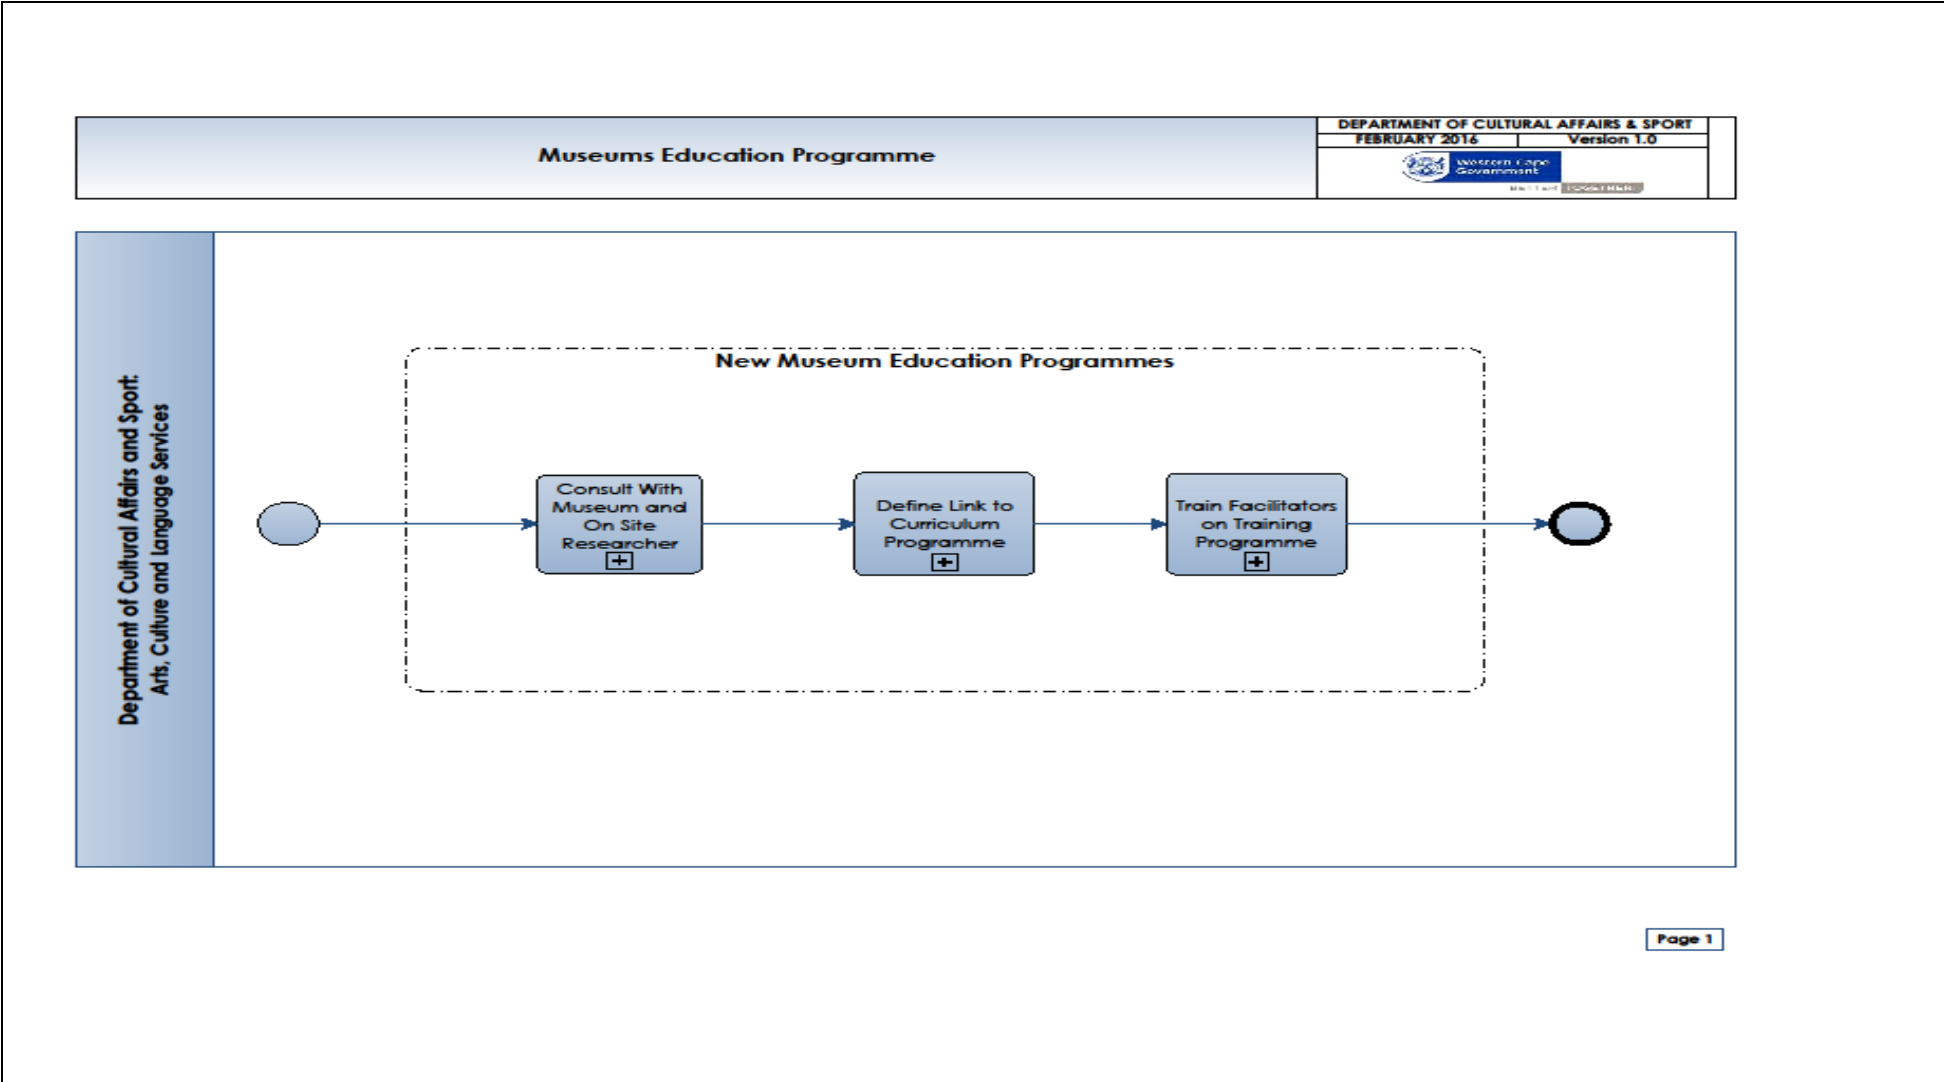 Museums Education Programme
DEPARTMENT OF CULTURAL AFFAIRS & SPORT
FEBRUARY 2016
Version 1.0
Western Cape
Government
BETTER TOGETHER.
Department of Cultural Affairs and Sport:
Arts, Culture and Language Services
New Museum Education Programmes
Consult With
Museum and
On Site
Researcher
Define Link to
Curriculum
Programme
Train Facilitators
on Training
Programme
Page 1